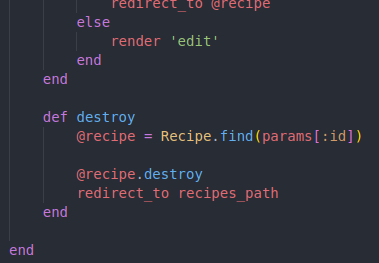 redirect_to @recipe
else
render 'edit'
end
end
def destroy
@recipe = Recipe.find(params[:id])
@recipe.destroy
redirect_to recipes_path
end
end